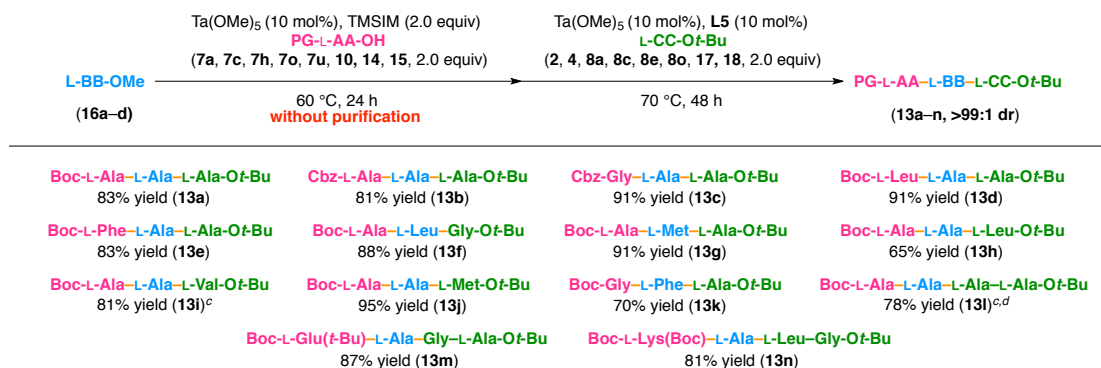 Ta(OMe)5 (10 mol%), TMSIM (2.0 equiv)
PG-L-AA-OH
(7a, 7c, 7h, 7o, 7u, 10, 14, 15, 2.0 equiv)
60 °C, 24 h
without purification
Ta(OMe)5 (10 mol%), L5 (10 mol%)
L-CC-Ot-Bu
(2, 4, 8a, 8c, 8e, 8o, 17, 18, 2.0 equiv)
70 °C, 48 h
L-BB-OMe
(16a–d)
PG-L-AA–L-BB–L-CC-Ot-Bu
(13a–n, >99:1 dr)
Boc-L-Ala–L-Ala–L-Ala-Ot-Bu
83% yield (13a)
Cbz-L-Ala–L-Ala–L-Ala-Ot-Bu
81% yield (13b)
Cbz-Gly–L-Ala–L-Ala-Ot-Bu
91% yield (13c)
Boc-L-Leu–L-Ala–L-Ala-Ot-Bu
91% yield (13d)
Boc-L-Phe–L-Ala–L-Ala-Ot-Bu
83% yield (13e)
Boc-L-Ala–L-Leu–Gly-Ot-Bu
88% yield (13f)
Boc-L-Ala–L-Met–L-Ala-Ot-Bu
91% yield (13g)
Boc-L-Ala–L-Ala–L-Leu-Ot-Bu
65% yield (13h)
Boc-L-Ala–L-Ala–L-Val-Ot-Bu
81% yield (13i)c
Boc-L-Ala–L-Ala–L-Met-Ot-Bu
95% yield (13j)
Boc-Gly–L-Phe–L-Ala-Ot-Bu
70% yield (13k)
Boc-L-Ala–L-Ala–L-Ala–L-Ala-Ot-Bu
78% yield (13l)c,d
Boc-L-Glu(t-Bu)–L-Ala–Gly–L-Ala-Ot-Bu
87% yield (13m)
Boc-L-Lys(Boc)–L-Ala–L-Leu–Gly-Ot-Bu
81% yield (13n)